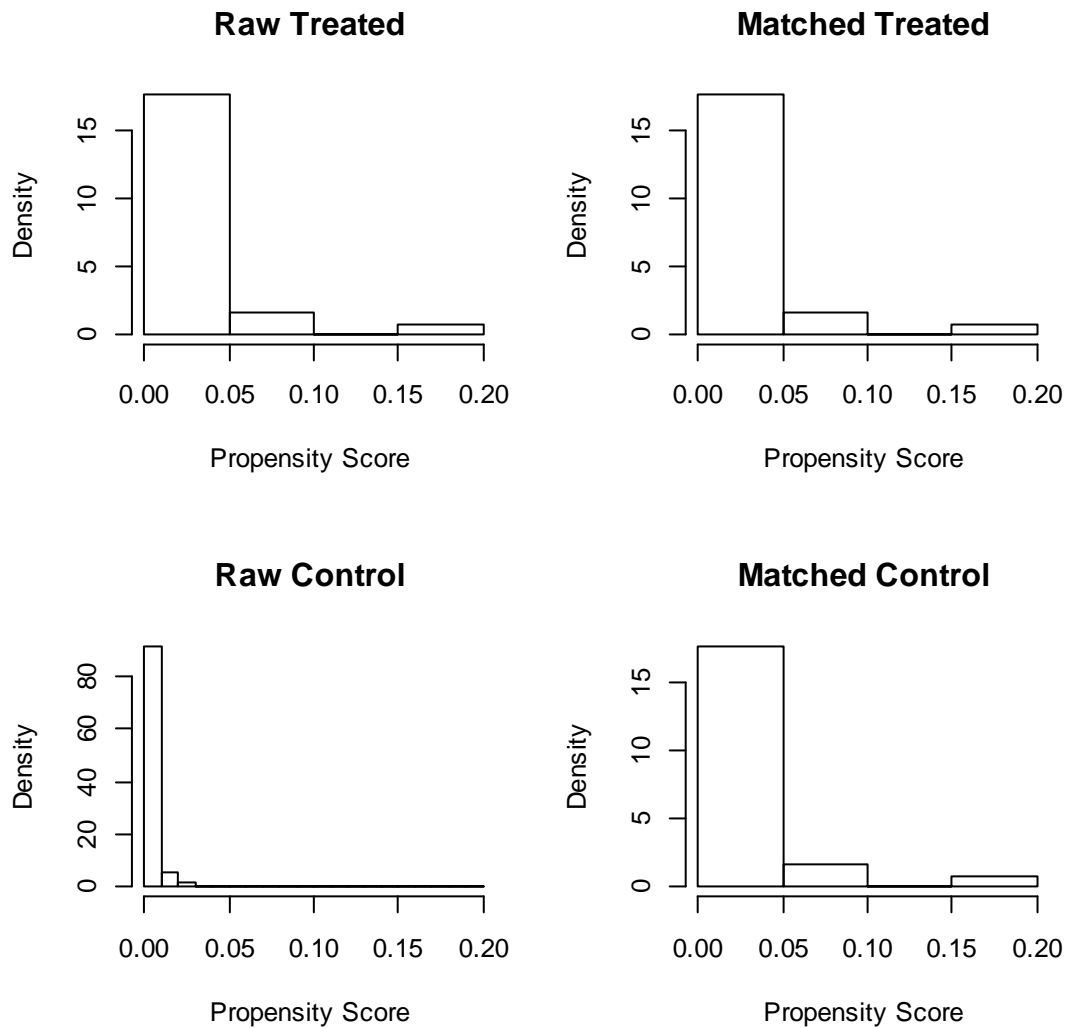 Raw Treated
Density
0 5 10 15
0.00 0.05 0.10 0.15 0.20
Propensity Score
Matched Treated
Density
0 5 10 15
0.00 0.05 0.10 0.15 0.20
Propensity Score
Raw Control
Density
0 20 40 60 80
0.00 0.05 0.10 0.15 0.20
Propensity Score
Matched Control
Density
0 5 10 15
0.00 0.05 0.10 0.15 0.20
Propensity Score